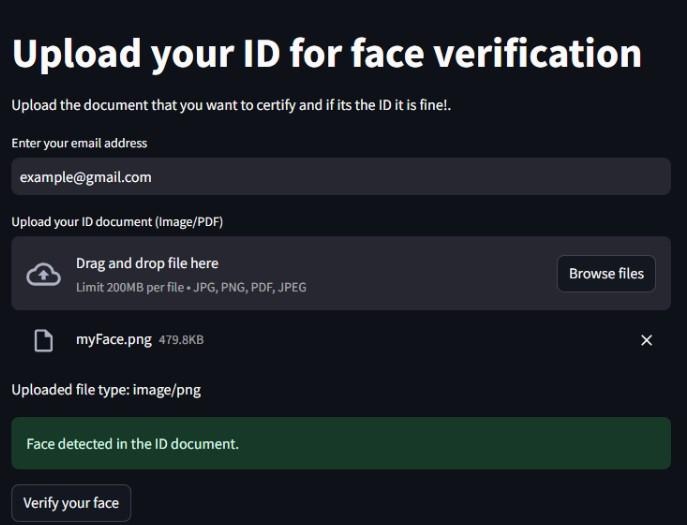 Upload your ID for face verification
Upload the document that you want to certify and if its the ID it is fine!.
Enter your email address
example@gmail.com
Upload your ID document (Image/PDF)
Drag and drop file here
Limit 200MB per file • JPG, PNG, PDF, JPEG
Browse files
myFace.png 479.8KB
Uploaded file type: image/png
Face detected in the ID document.
Verify your face